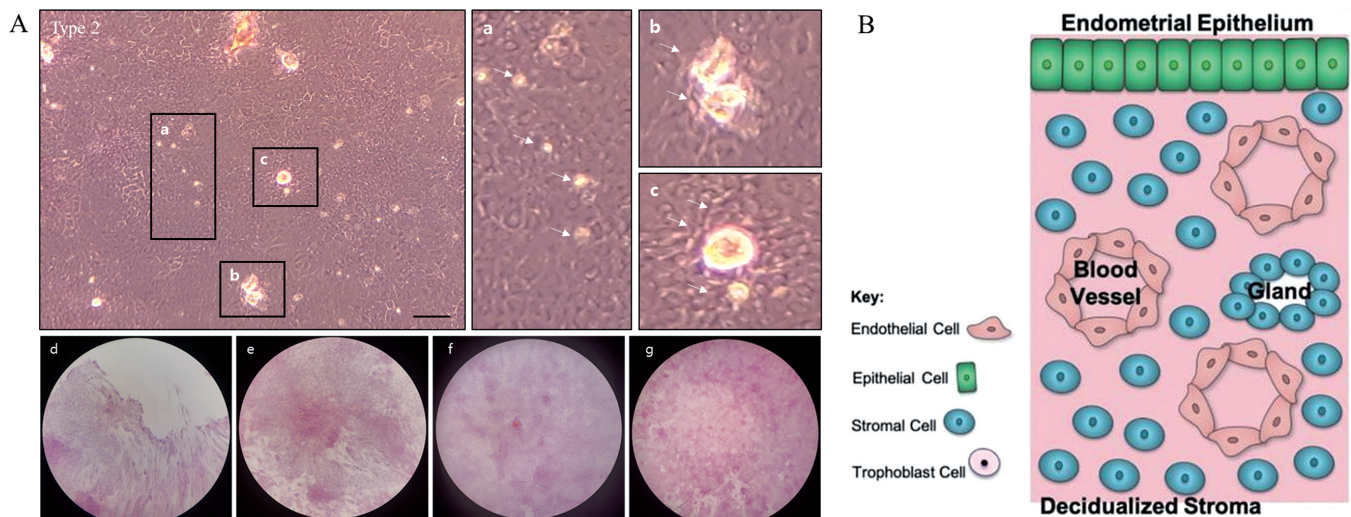 A
Type 2
a
c
b
a
b
c
d
e
f
g
B
Endometrial Epithelium
Blood
Vessel
Gland
Key:
Endothelial Cell
Epithelial Cell
Stromal Cell
Trophoblast Cell
Decidualized Stroma